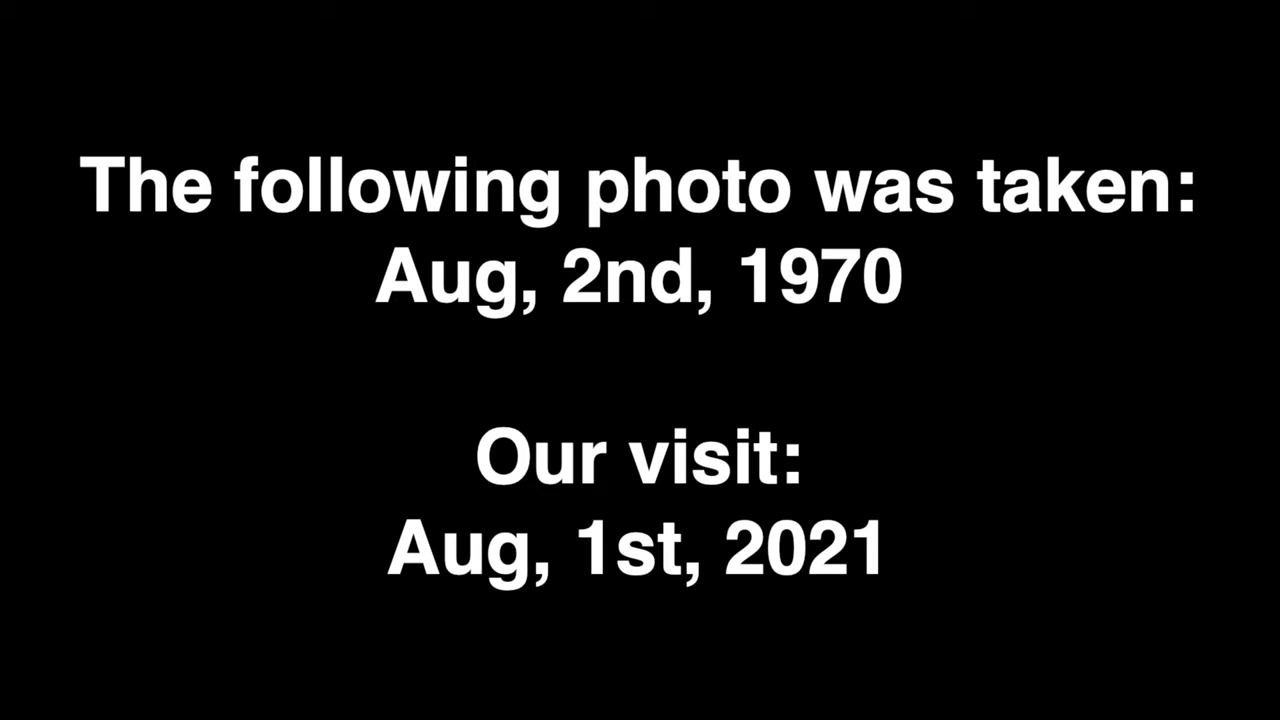 The following photo was taken:
Aug, 2nd, 1970
Our visit:
Aug, 1st, 2021